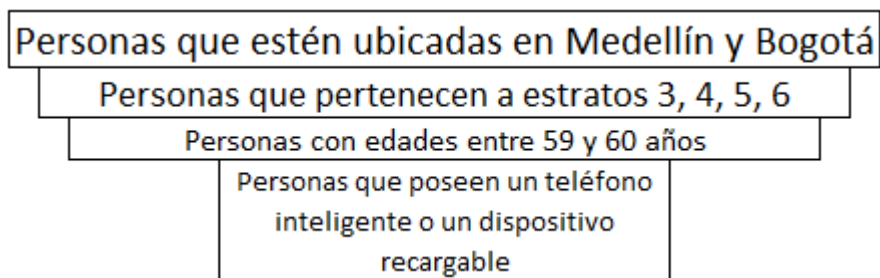 Personas que estén ubicadas en Medellín y Bogotá
Personas que pertenecen a estratos 3, 4, 5, 6
Personas con edades entre 59 y 60 años
Personas que poseen un teléfono
inteligente o un dispositivo
recargable